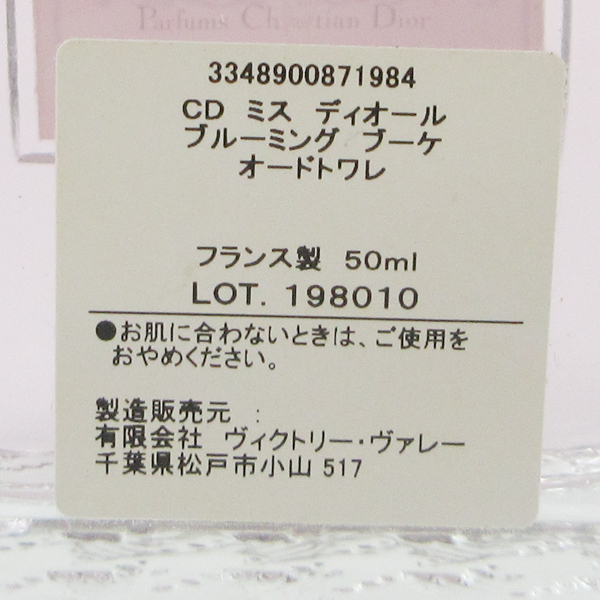 Parfums Christian Dior
3348900871984
CD ミス ディオール
ブルーミング ブーケ
オードトワレ
フランス製 50ml
LOT. 198010
●お肌に合わないときは、ご使用を
おやめください。
製造販売元 :
有限会社 ヴィクトリー・ヴァレー
千葉県松戸市小山 517